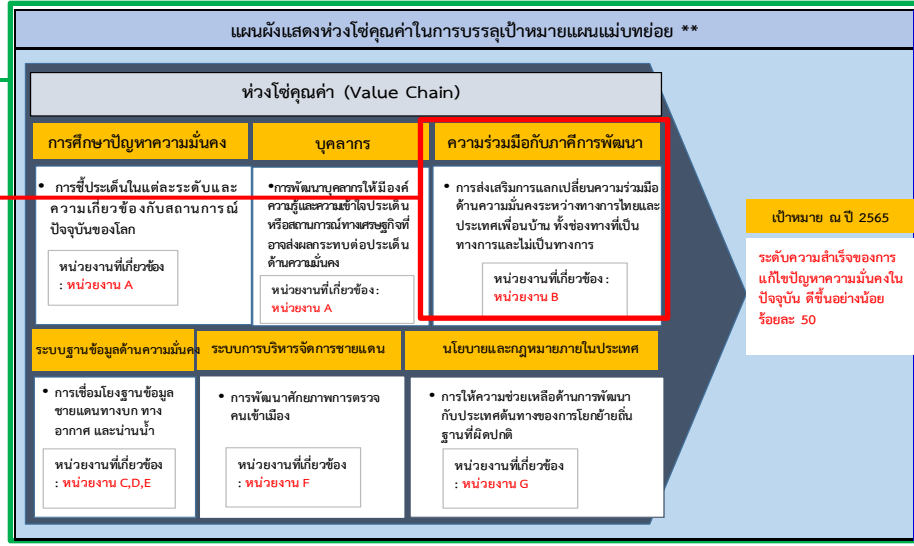 แผนผังแสดงห่วงโซ่คุณค่าในการบรรลุเป้าหมายแผนแม่บทย่อย **
ห่วงโซ่คุณค่า (Value Chain)
การศึกษาปัญหาความมั่นคง
• การชี้ประเด็นในแต่ละระดับและ
ความเกี่ยวข้องกับสถานการณ์
ปัจจุบันของโลก
หน่วยงานที่เกี่ยวข้อง
: หน่วยงาน A
บุคลากร
•การพัฒนาบุคลากรให้มีองค์
ความรู้และความเข้าใจประเด็น
หรือสถานการณ์ทางเศรษฐกิจที่
อาจส่งผลกระทบต่อประเด็น
ด้านความมั่นคง
หน่วยงานที่เกี่ยวข้อง :
หน่วยงาน A
ความร่วมมือกับภาคีการพัฒนา
• การส่งเสริมการแลกเปลี่ยนความร่วมมือ
ด้านความมั่นคงระหว่างทางการไทยและ
ประเทศเพื่อนบ้าน ทั้งช่องทางที่เป็น
ทางการและไม่เป็นทางการ
หน่วยงานที่เกี่ยวข้อง :
หน่วยงาน B
ระบบฐานข้อมูลด้านความมั่นคง
• การเชื่อมโยงฐานข้อมูล
ชายแดนทางบก ทาง
อากาศ และน่านน้ำ
หน่วยงานที่เกี่ยวข้อง
: หน่วยงาน C,D,E
ระบบการบริหารจัดการชายแดน
• การพัฒนาศักยภาพการตรวจ
คนเข้าเมือง
หน่วยงานที่เกี่ยวข้อง
: หน่วยงาน F
นโยบายและกฎหมายภายในประเทศ
• การให้ความช่วยเหลือด้านการพัฒนา
กับประเทศต้นทางของการโยกย้ายถิ่น
ฐานที่ผิดปกติ
หน่วยงานที่เกี่ยวข้อง
: หน่วยงาน G
เป้าหมาย ณ ปี 2565
ระดับความสำเร็จของการ
แก้ไขปัญหาความมั่นคงใน
ปัจจุบัน ดีขึ้นอย่างน้อย
ร้อยละ 50